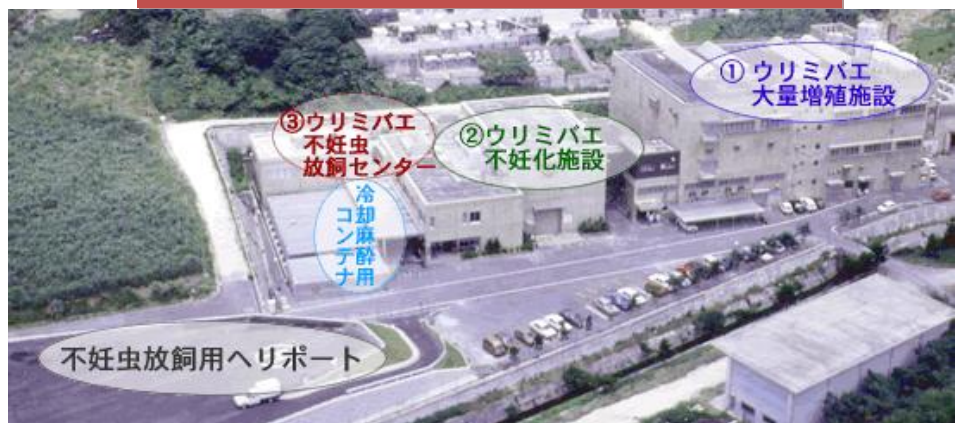 ① ウリミバエ
大量増殖施設
③ウリミバエ
不妊虫
放飼センター
②ウリミバエ
不妊化施設
冷却麻酔用
コンテナ
不妊虫放飼用ヘリポート